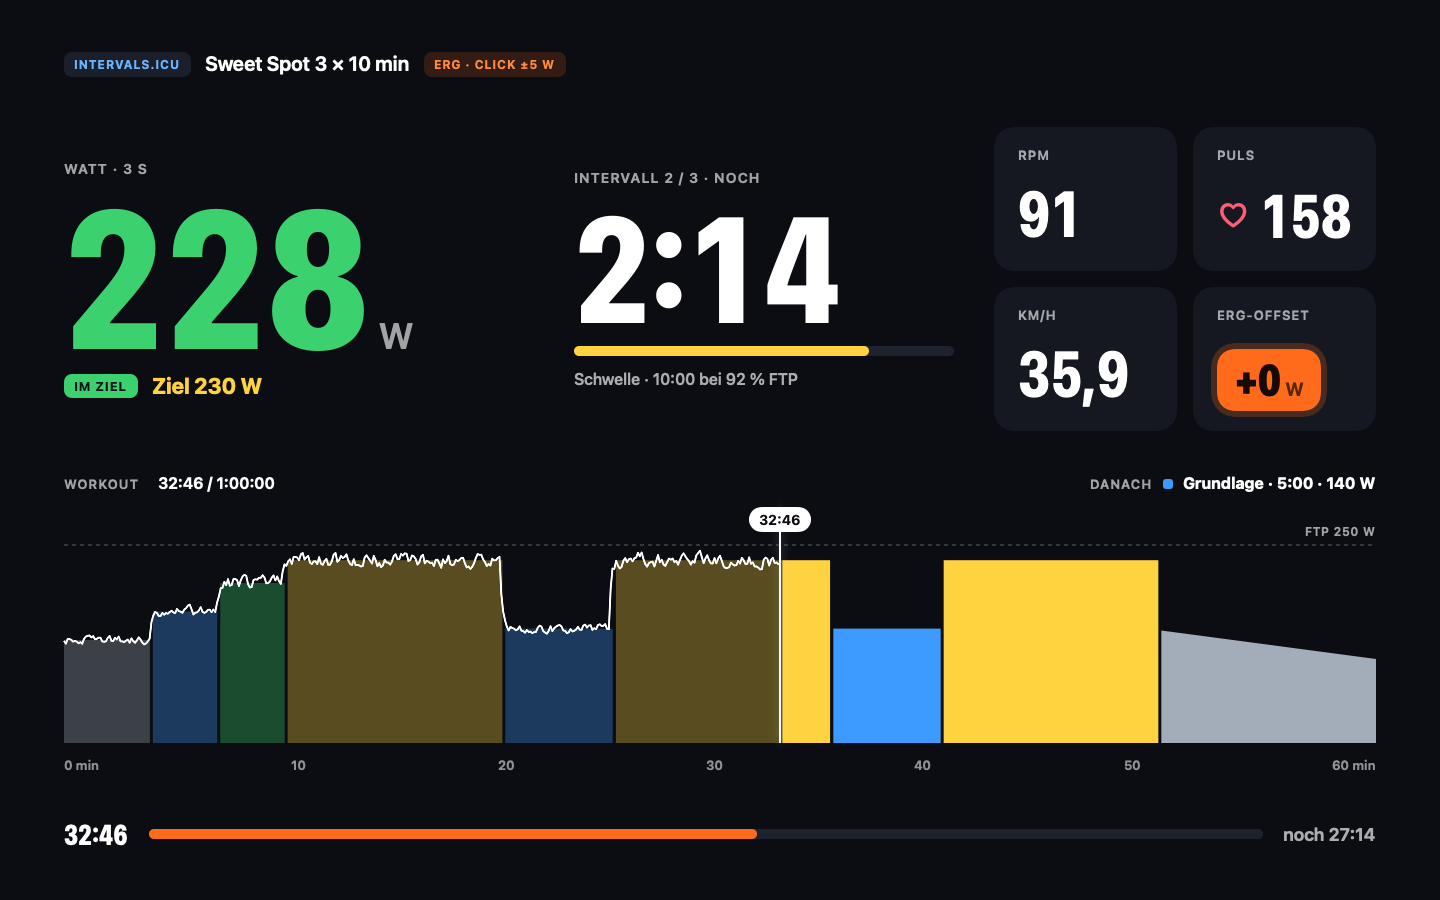 INTERVALS.ICU Sweet Spot 3 × 10 min ERG · CLICK ±5 W
WATT · 3 S
228 W
IM ZIEL Ziel 230 W
INTERVALL 2 / 3 · NOCH
2:14
Schwelle · 10:00 bei 92 % FTP
RPM
91
PULS
158
KM/H
35,9
ERG-OFFSET
+0 W
WORKOUT 32:46 / 1:00:00
DANACH Grundlage · 5:00 · 140 W
32:46
FTP 250 W
0 min 10 20 30 40 50 60 min
32:46 noch 27:14